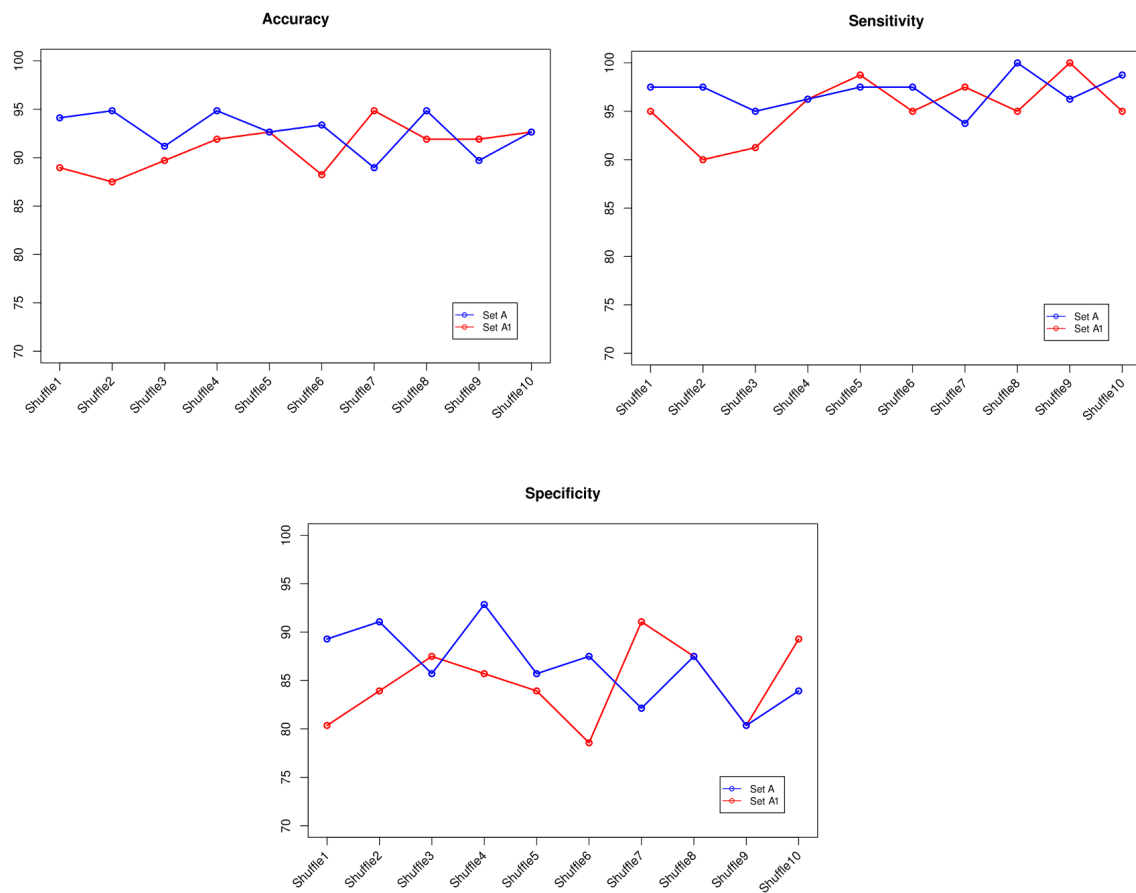 Accuracy
100
95
90
85
80
75
70
Set A
Set A1
Shuffle1
Shuffle2
Shuffle3
Shuffle4
Shuffle5
Shuffle6
Shuffle7
Shuffle8
Shuffle9
Shuffle10
Sensitivity
100
95
90
85
80
75
70
Set A
Set A1
Shuffle1
Shuffle2
Shuffle3
Shuffle4
Shuffle5
Shuffle6
Shuffle7
Shuffle8
Shuffle9
Shuffle10
Specificity
100
95
90
85
80
75
70
Set A
Set A1
Shuffle1
Shuffle2
Shuffle3
Shuffle4
Shuffle5
Shuffle6
Shuffle7
Shuffle8
Shuffle9
Shuffle10